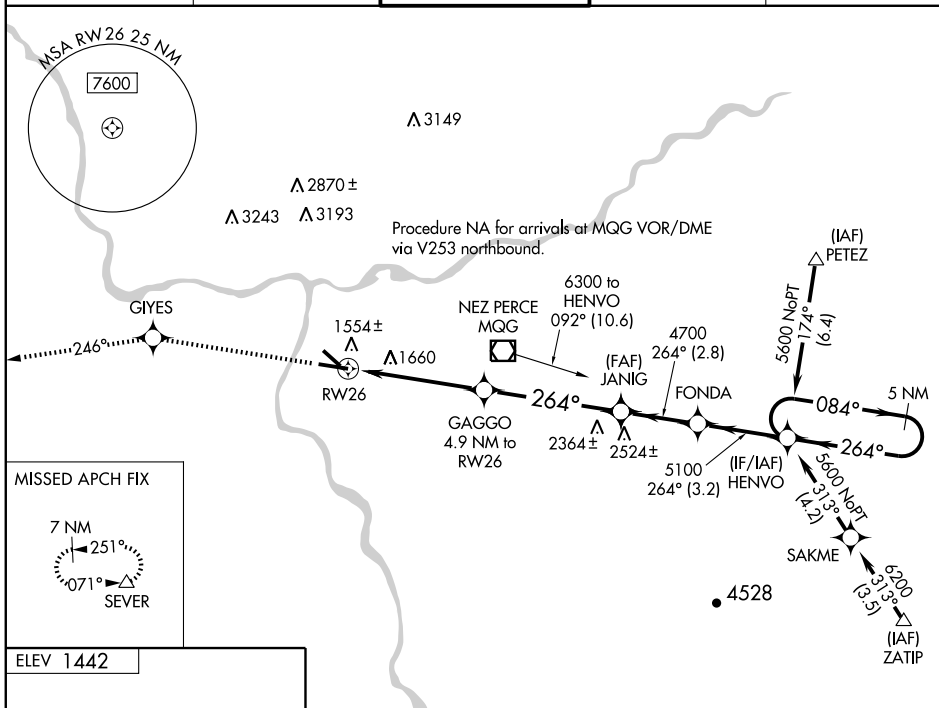 MSA RW 26 25 NM
7600
3149
2870 ±
3243
3193
Procedure NA for arrivals at MQG VOR/DME
via V253 northbound.
(IAF)
PETEZ
5600 NoPT
174°
(6.4)
GIYES
246°
1554 ±
1660
RW26
NEZ PERCE
MQG
6300 to
HENVO
092° (10.6)
4700
264° (2.8)
(FAF)
JANIG
FONDA
264°
GAGGO
4.9 NM to
RW26
2364 ±
2524 ±
5100
264° (3.2)
(IF/IAF)
HENVO
084°
5 NM
264°
5600 NoPT
313°
(4.2)
SAKME
6200
313°
(3.5)
(IAF)
ZATIP
4528
MISSED APCH FIX
7 NM
251°
071°
SEVER
ELEV 1442